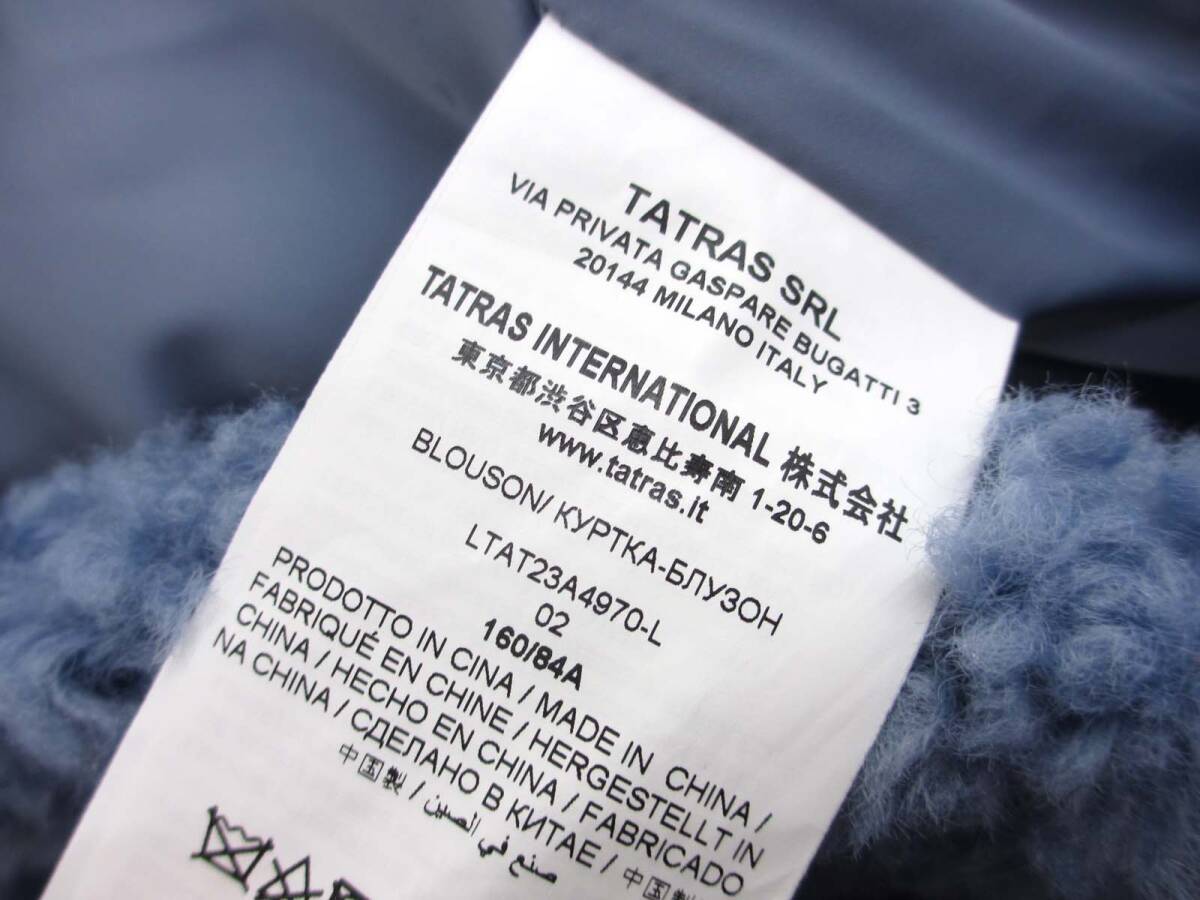 TATRAS SRL
VIA PRIVATA GASPARE BUGATTI 3
20144 MILANO ITALY
TATRAS INTERNATIONAL 株式会社
東京都渋谷区恵比寿南 1-20-6
www.tatras.it
BLOUSON/ КУРТКА-БЛУЗОН
LTAT23A4970-L
02
160/84A
PRODOTTO IN CINA / MADE IN CHINA /
FABRIQUÉ EN CHINE / HERGESTELLT IN
CHINA / HECHO EN CHINA / FABRICADO
NA CHINA / СДЕЛАНО В КИТАЕ / 中国製
中国製 / صنع في الصين